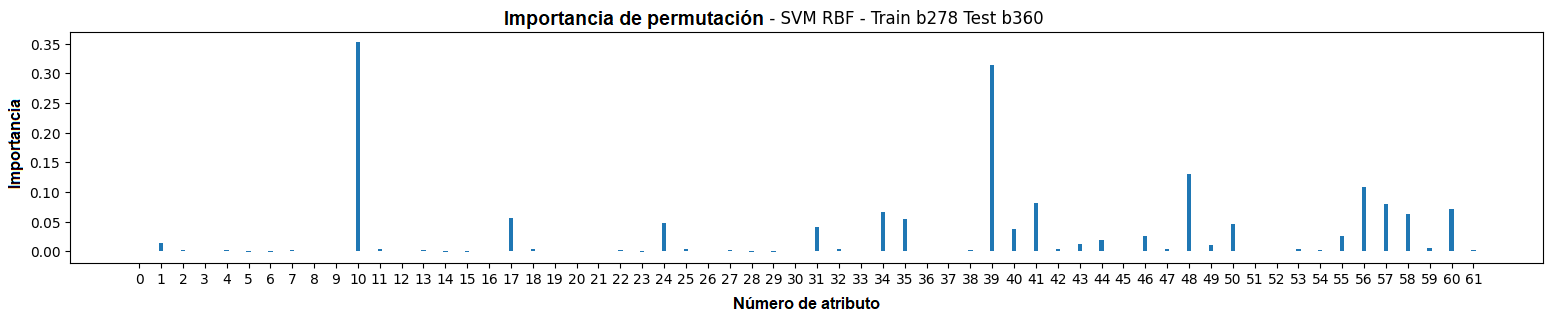 Importancia de permutación - SVM RBF - Train b278 Test b360
0.35
0.30
0.25
0.20
0.15
0.10
0.05
0.00
Importancia
0 1 2 3 4 5 6 7 8 9 10 11 12 13 14 15 16 17 18 19 20 21 22 23 24 25 26 27 28 29 30 31 32 33 34 35 36 37 38 39 40 41 42 43 44 45 46 47 48 49 50 51 52 53 54 55 56 57 58 59 60 61
Número de atributo